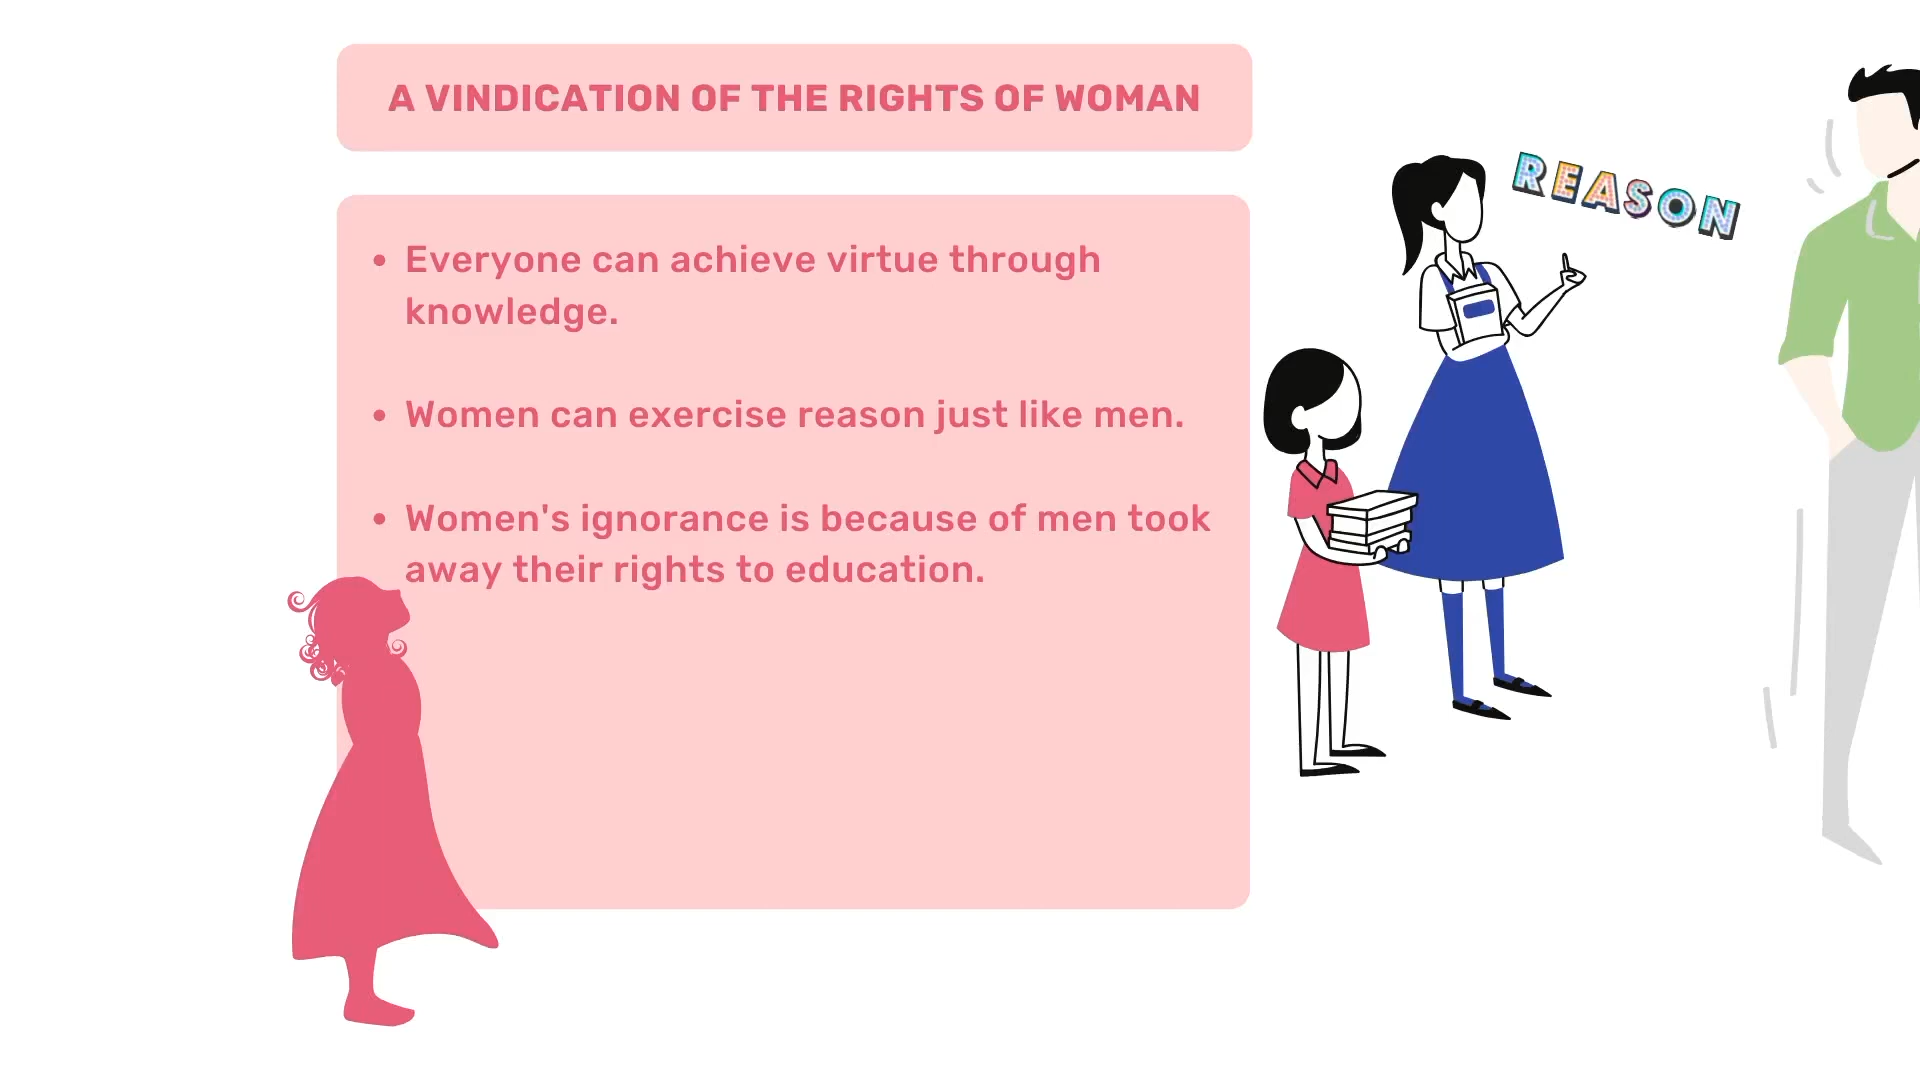 A VINDICATION OF THE RIGHTS OF WOMAN
REASON
• Everyone can achieve virtue through
knowledge.
• Women can exercise reason just like men.
• Women's ignorance is because of men took
away their rights to education.